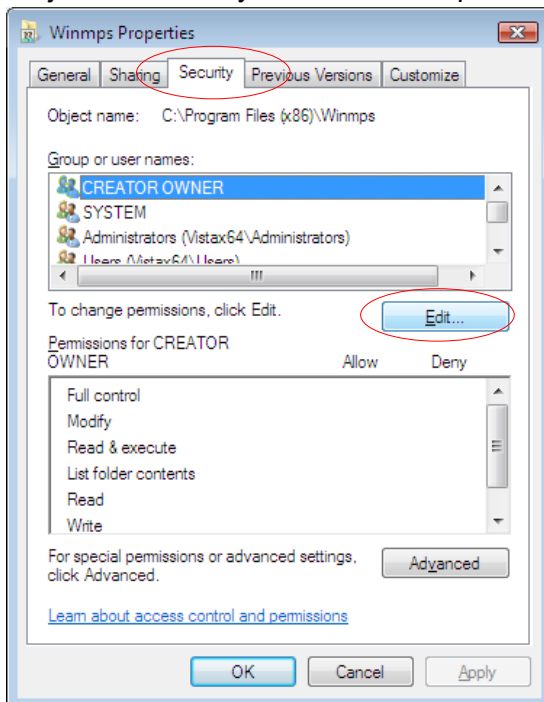 Winmps Properties
General Sharing Security Previous Versions Customize
Object name: C:\Program Files (x86)\Winmps
Group or user names:
CREATOR OWNER
SYSTEM
Administrators (Vistax64\Administrators)
Users (Vistax64\Users)
To change permissions, click Edit.
Edit...
Permissions for CREATOR
OWNER Allow Deny
Full control
Modify
Read & execute
List folder contents
Read
Write
For special permissions or advanced settings,
click Advanced.
Advanced
Learn about access control and permissions
OK Cancel Apply